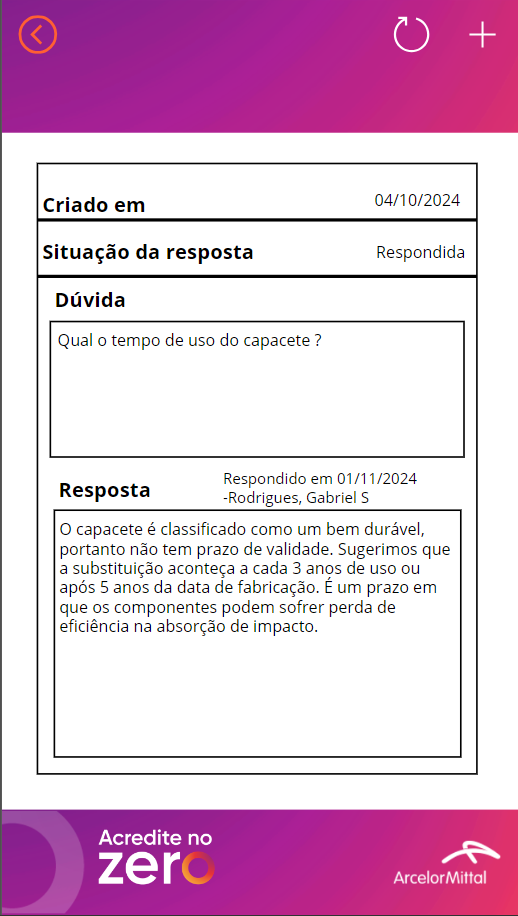 Criado em 04/10/2024
Situação da resposta Respondida
Dúvida
Qual o tempo de uso do capacete ?
Resposta
Respondido em 01/11/2024
-Rodrigues, Gabriel S
O capacete é classificado como um bem durável,
portanto não tem prazo de validade. Sugerimos que
a substituição aconteça a cada 3 anos de uso ou
após 5 anos da data de fabricação. É um prazo em
que os componentes podem sofrer perda de
eficiência na absorção de impacto.
Acredite no
zero
ArcelorMittal